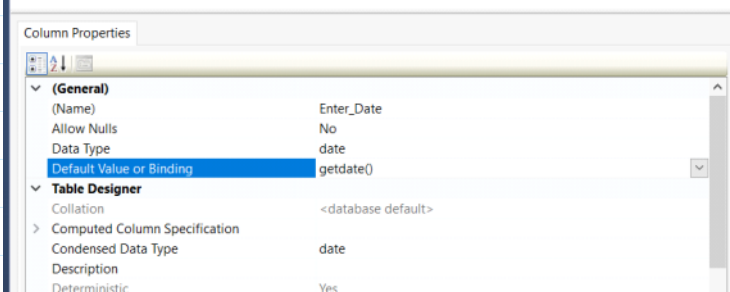 Column Properties
(General)
(Name) Enter_Date
Allow Nulls No
Data Type date
Default Value or Binding getdate()
Table Designer
Collation <database default>
Computed Column Specification
Condensed Data Type date
Description
Deterministic Yes